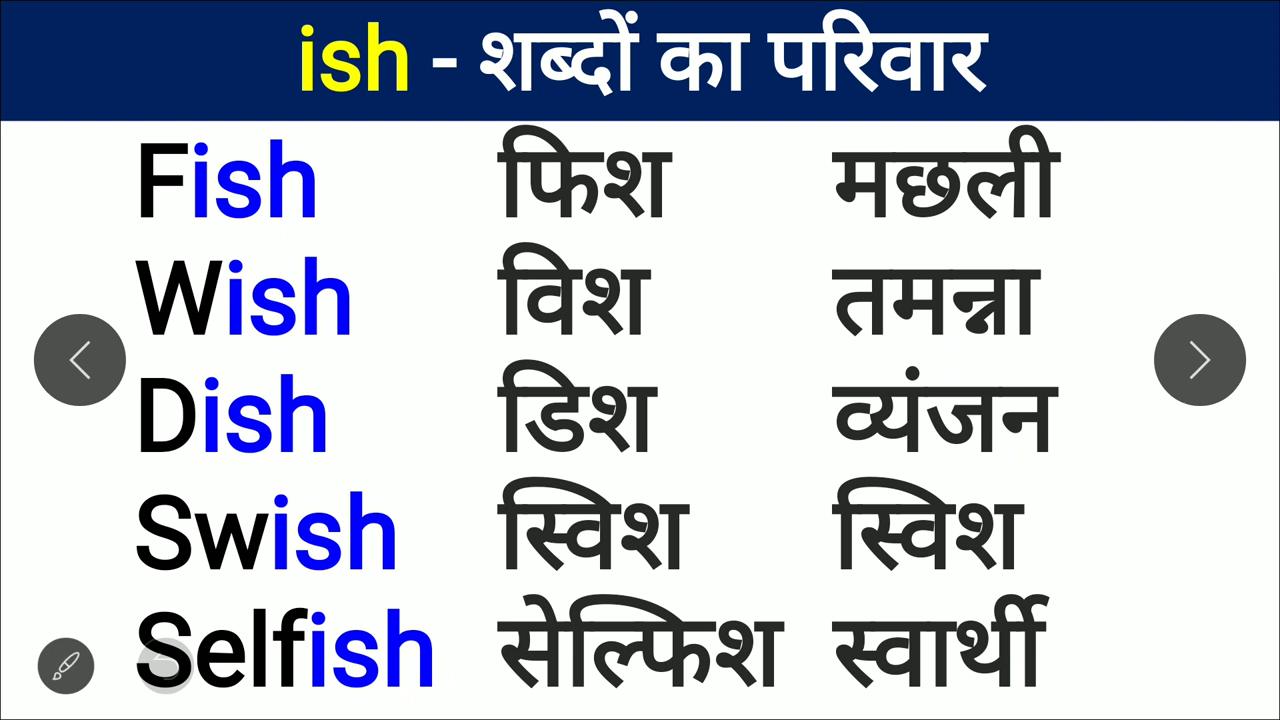 ish - शब्दों का परिवार
Fish फिश मछली
Wish विश तमन्ना
Dish डिश व्यंजन
Swish स्विश स्विश
Selfish सेल्फिश स्वार्थी